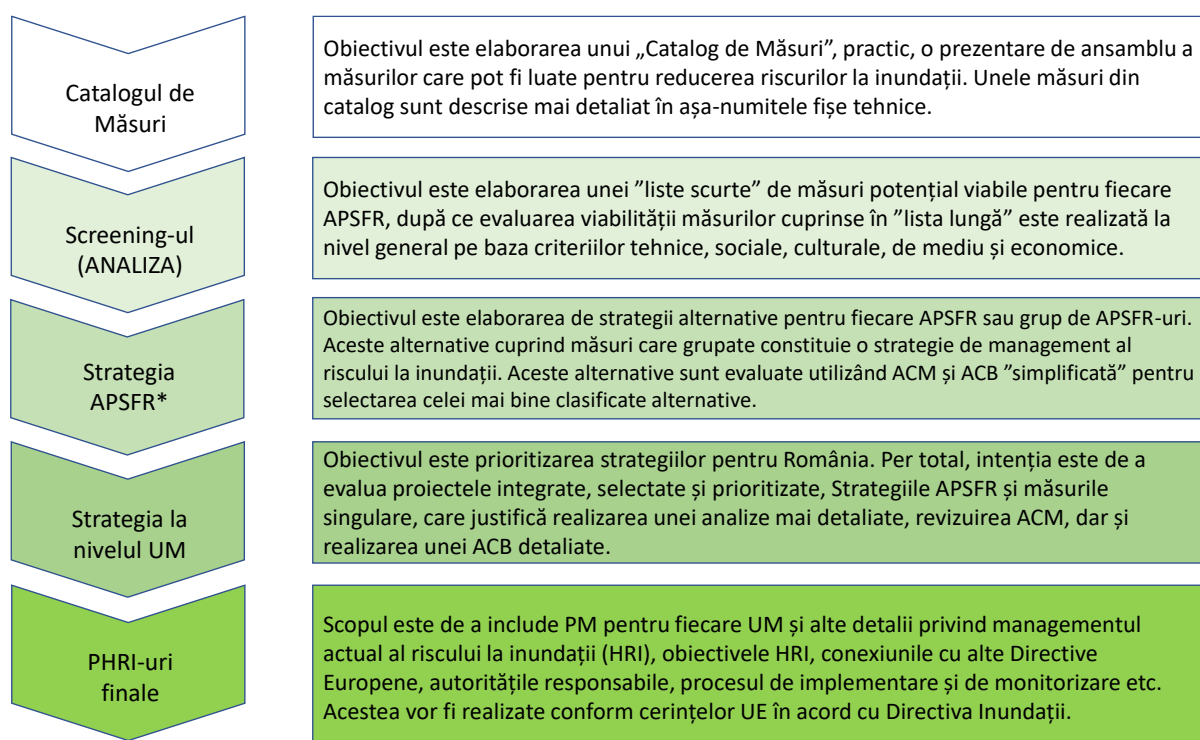 Catalogul de
Măsuri
Obiectivul este elaborarea unui „Catalog de Măsuri”, practic, o prezentare de ansamblu a
măsurilor care pot fi luate pentru reducerea riscurilor la inundații. Unele măsuri din
catalog sunt descrise mai detaliat în așa-numitele fișe tehnice.
Screening-ul
(ANALIZA)
Obiectivul este elaborarea unei ”liste scurte” de măsuri potențial viabile pentru fiecare
APSFR, după ce evaluarea viabilității măsurilor cuprinse în ”lista lungă” este realizată la
nivel general pe baza criteriilor tehnice, sociale, culturale, de mediu și economice.
Strategia
APSFR*
Obiectivul este elaborarea de strategii alternative pentru fiecare APSFR sau grup de APSFR-uri.
Aceste alternative cuprind măsuri care grupate constituie o strategie de management al
riscului la inundații. Aceste alternative sunt evaluate utilizând ACM și ACB ”simplificată” pentru
selectarea celei mai bine clasificate alternative.
Strategia la
nivelul UM
Obiectivul este prioritizarea strategiilor pentru România. Per total, intenția este de a
evalua proiectele integrate, selectate și prioritizate, Strategiile APSFR și măsurile
singulare, care justifică realizarea unei analize mai detaliate, revizuirea ACM, dar și
realizarea unei ACB detaliate.
PHRI-uri
finale
Scopul este de a include PM pentru fiecare UM și alte detalii privind managementul
actual al riscului la inundații (HRI), obiectivele HRI, conexiunile cu alte Directive
Europene, autoritățile responsabile, procesul de implementare și de monitorizare etc.
Acestea vor fi realizate conform cerințelor UE în acord cu Directiva Inundații.